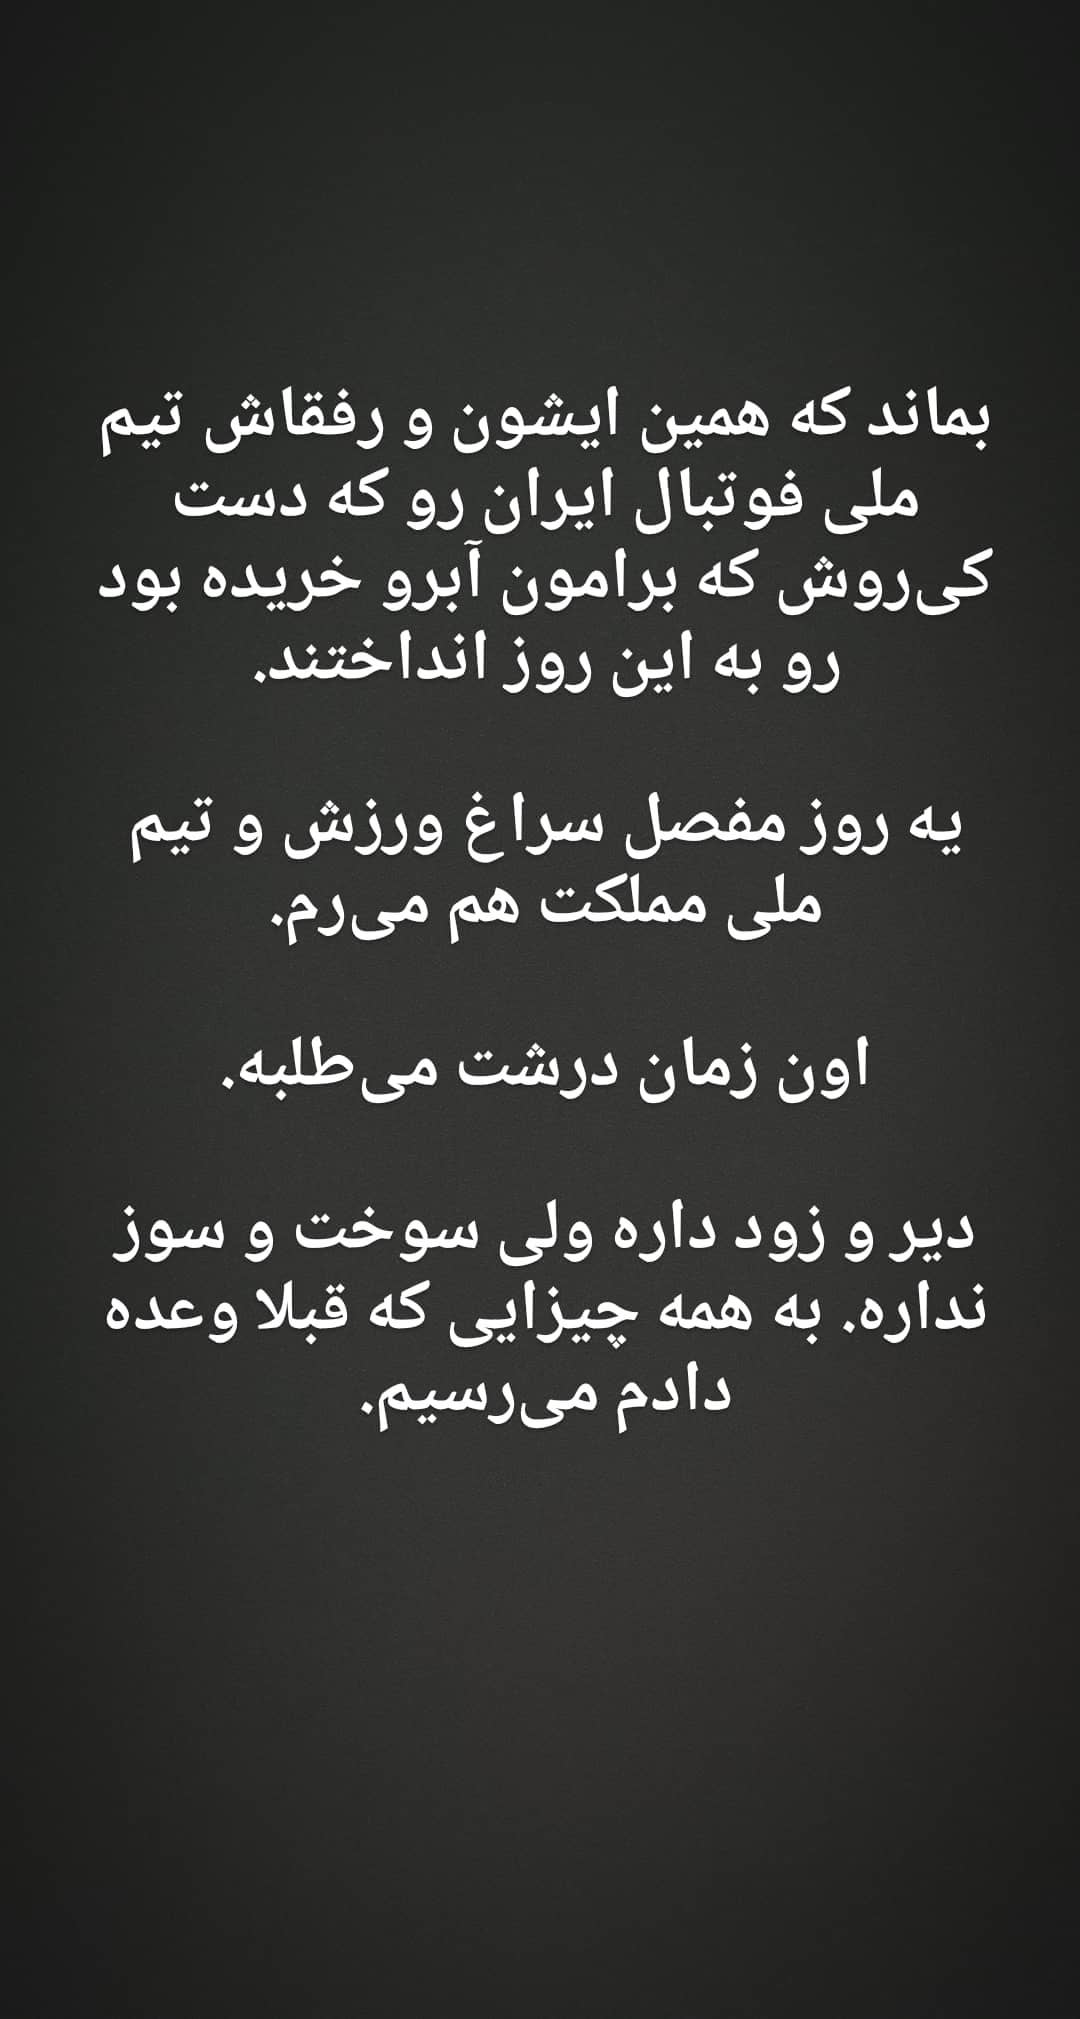 بماند که همین ایشون و رفقاش تیم
ملی فوتبال ایران رو که دست
کی‌روش که برامون آبرو خریده بود
رو به این روز انداختند.
یه روز مفصل سراغ ورزش و تیم
ملی مملکت هم می‌رم.
اون زمان درشت می‌طلبه.
دیر و زود داره ولی سوخت و سوز
نداره. به همه چیزایی که قبلا وعده
دادم می‌رسیم.